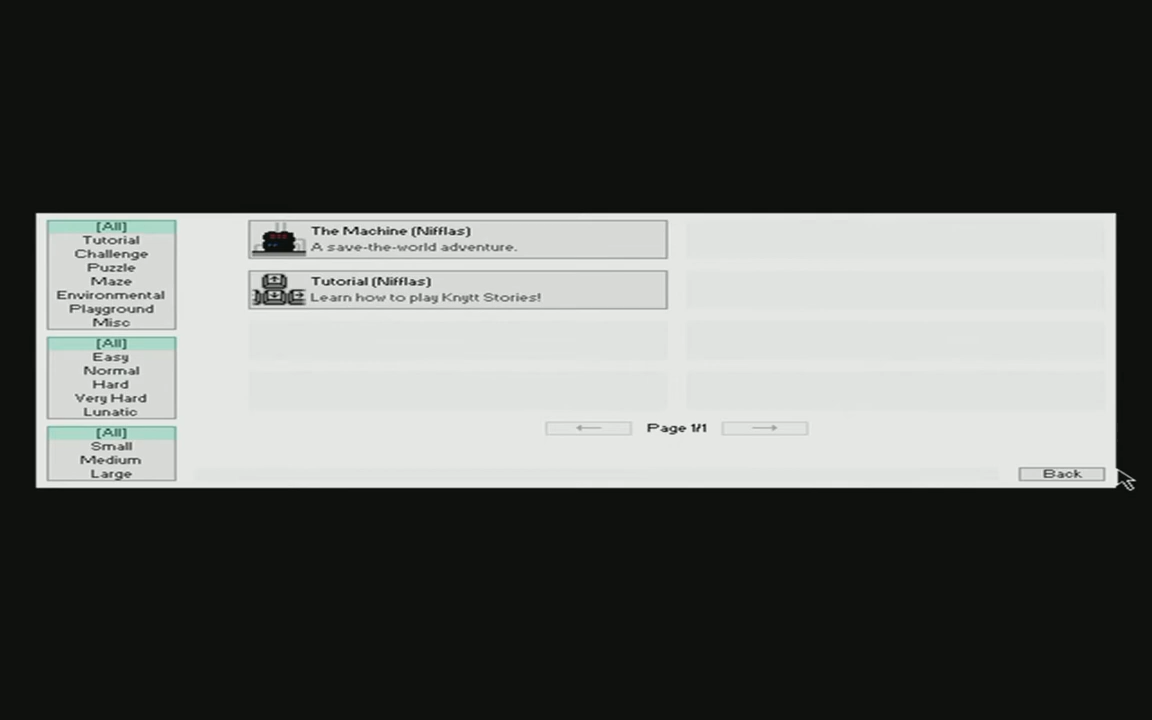 [All]
Tutorial
Challenge
Puzzle
Maze
Environmental
Playground
Misc
[All]
Easy
Normal
Hard
Very Hard
Lunatic
[All]
Small
Medium
Large
The Machine (Nifflas)
A save-the-world adventure.
Tutorial (Nifflas)
Learn how to play Knytt Stories!
← Page 1/1 →
Back